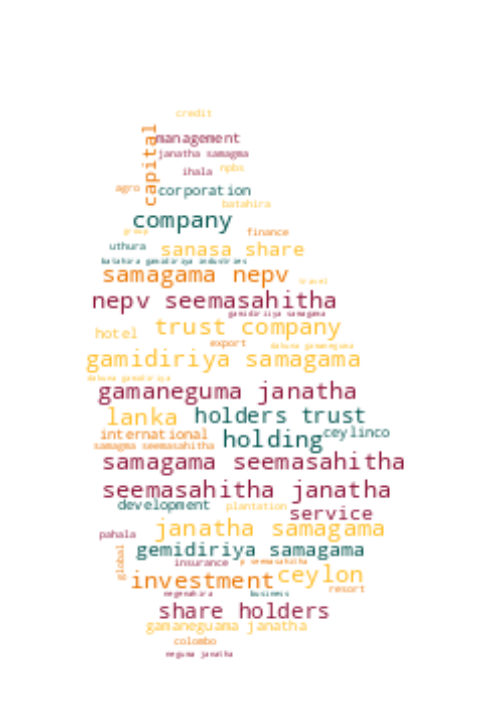 credit
capital
management
janatha samagma
ihala npbs
agro corporation
batahira
company
group finance
uthura sanasa share
batahira gamidiriya industries
samagama nepv travel
nepv seemasahitha
gamidiriiya samagama
hotel trust company
export dakuna gamaneguma
gamidiriya samagama
dakuna gamidiriya
gamaneguma janatha
lanka holders trust
international holding ceylinco
samagma seemasahitha
samagama seemasahitha
seemasahitha janatha
development plantation service
pahala janatha samagama
gemidiriya samagama
global insurance p seemasahitha
investment ceylon
negenahira business resort
share holders
gamaneguama janatha
colombo
neguma janatha